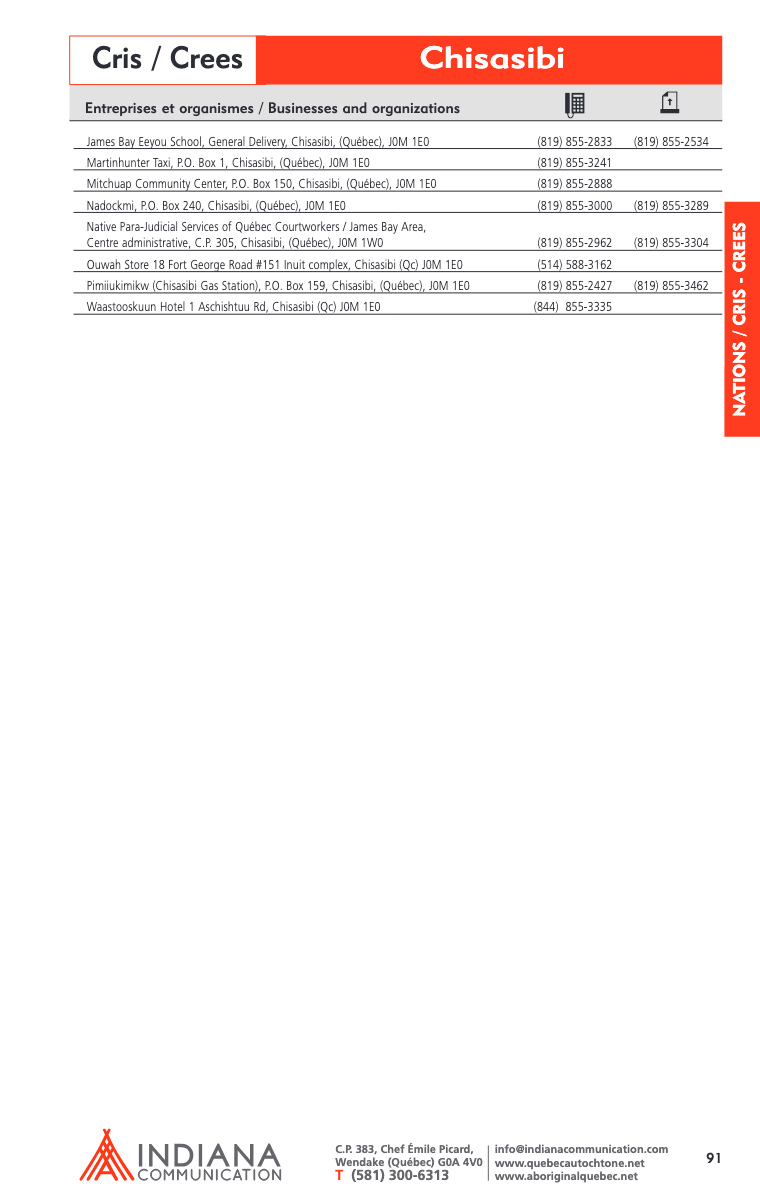 Cris / Crees
Chisasibi
Entreprises et organismes / Businesses and organizations
James Bay Eeyou School, General Delivery, Chisasibi, (Québec), J0M 1E0 (819) 855-2833 (819) 855-2534
Martinhunter Taxi, P.O. Box 1, Chisasibi, (Québec), J0M 1E0 (819) 855-3241
Mitchuap Community Center, P.O. Box 150, Chisasibi, (Québec), J0M 1E0 (819) 855-2888
Nadockmi, P.O. Box 240, Chisasibi, (Québec), J0M 1E0 (819) 855-3000 (819) 855-3289
Native Para-Judicial Services of Québec Courtworkers / James Bay Area,
Centre administrative, C.P. 305, Chisasibi, (Québec), J0M 1W0 (819) 855-2962 (819) 855-3304
Ouwah Store 18 Fort George Road #151 Inuit complex, Chisasibi (Qc) J0M 1E0 (514) 588-3162
Pimiiukimikw (Chisasibi Gas Station), P.O. Box 159, Chisasibi, (Québec), J0M 1E0 (819) 855-2427 (819) 855-3462
Waastooskuun Hotel 1 Aschishtuu Rd, Chisasibi (Qc) J0M 1E0 (844) 855-3335
NATIONS / CRIS - CREES
INDIANA
COMMUNICATION
C.P. 383, Chef Émile Picard,
Wendake (Québec) G0A 4V0
T (581) 300-6313
info@indianacommunication.com
www.quebecautochtone.net
www.aboriginalquebec.net
91